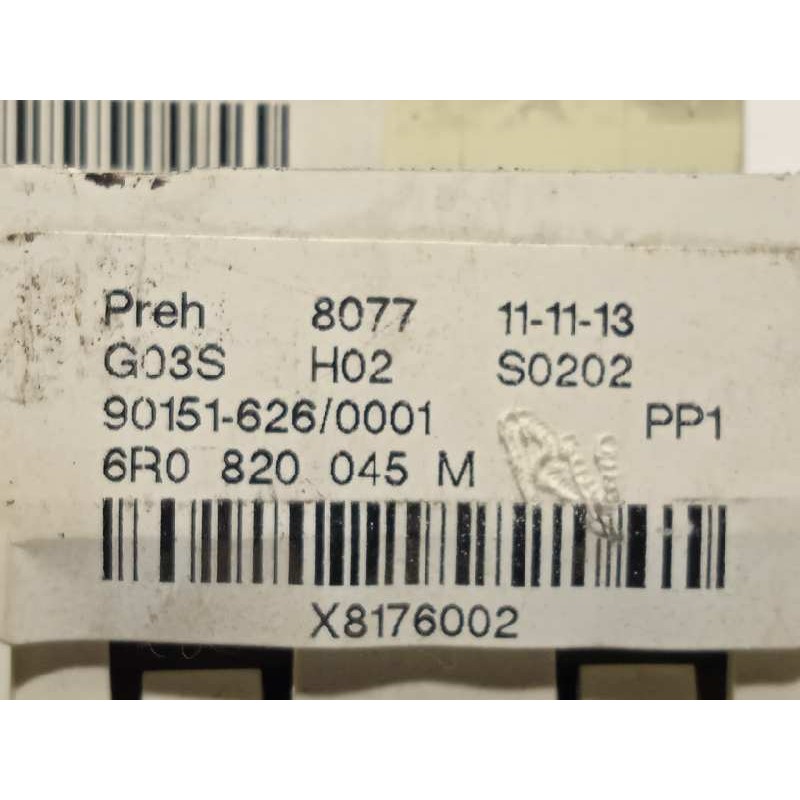 Preh 8077 11-11-13
G03S H02 S0202
90151-626/0001 PP1
6R0 820 045 M
X8176002